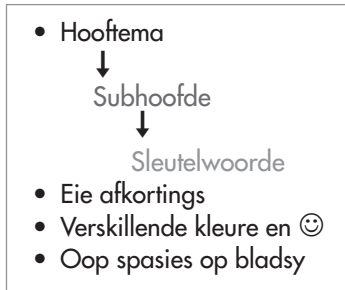 • Hooftema
Subhoofde
Sleutelwoorde
• Eie afkortings
• Verskillende kleure en ☺
• Oop spasies op bladsy